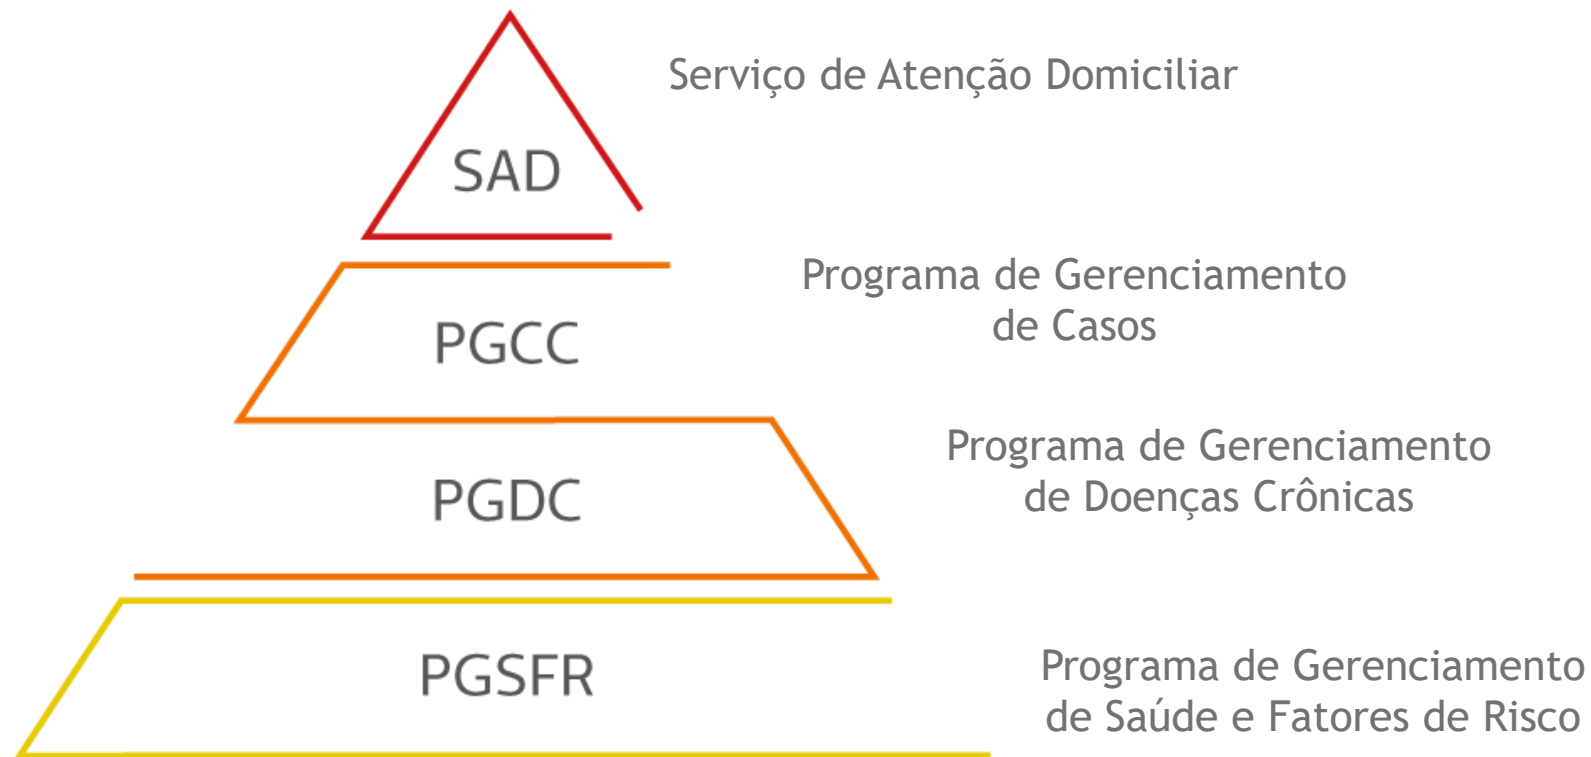 Serviço de Atenção Domiciliar
SAD
Programa de Gerenciamento
de Casos
PGCC
Programa de Gerenciamento
de Doenças Crônicas
PGDC
Programa de Gerenciamento
de Saúde e Fatores de Risco
PGSFR